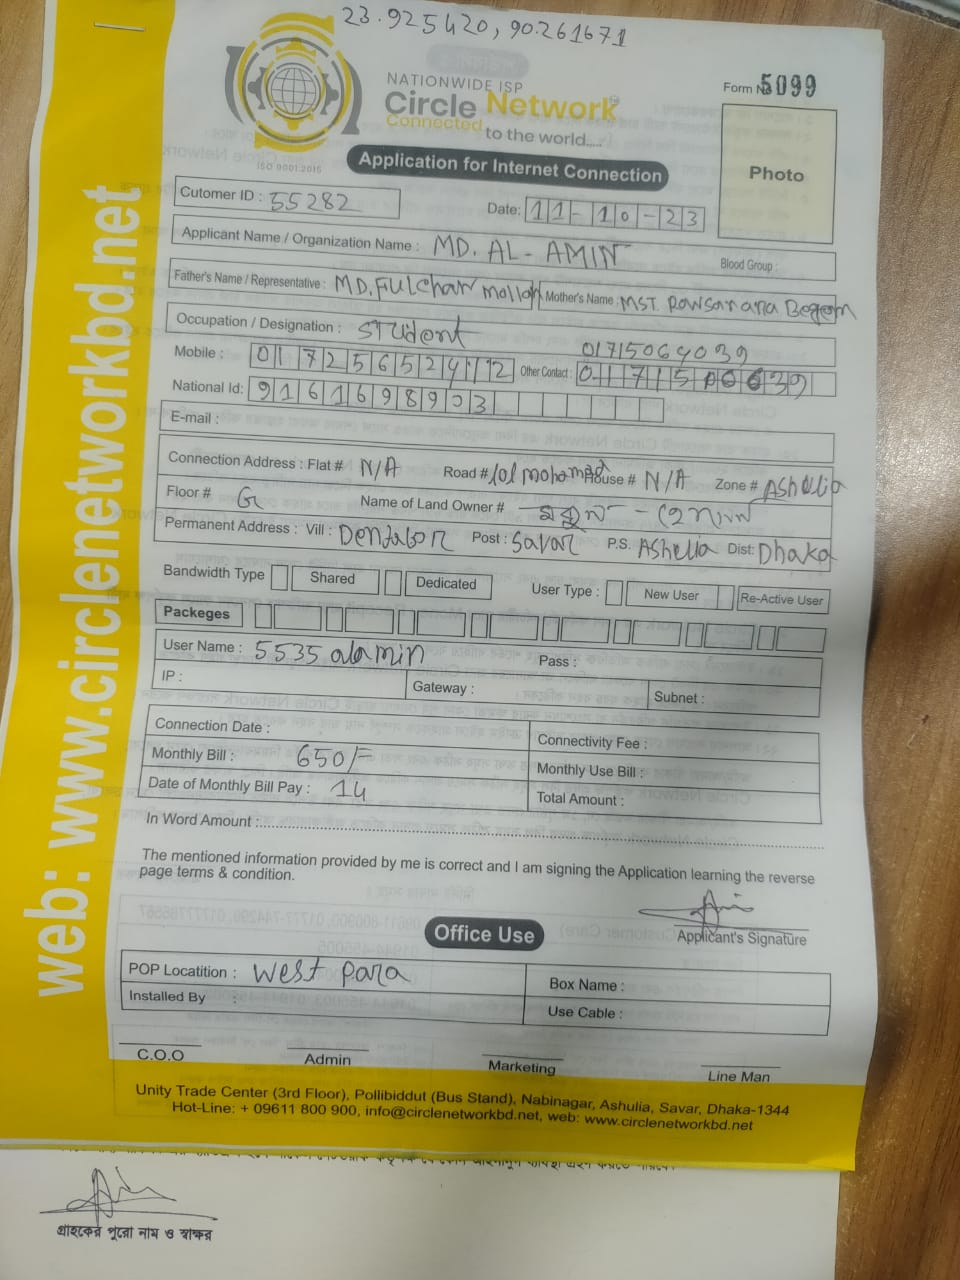 23.925420, 90.261671
NATIONWIDE ISP
Circle Network
Connected to the world.....
ISO 9001:2015
Form No 5099
Photo
Application for Internet Connection
Cutomer ID : 55282
Date: 11-10-23
Applicant Name / Organization Name : MD. AL-AMIN
Blood Group :
Father's Name / Representative : MD. Fulchan mollah Mother's Name : MST. Rowsanara Begom
Occupation / Designation : Student
01715064039
Mobile : 01725652412 Other Contact : 01715
National Id: 9161698903
E-mail :
Connection Address : Flat # N/A Road # lal mohamad House # N/A Zone # Ashulia
Floor # G Name of Land Owner #
Permanent Address : Vill : Dendabor Post : Savar P.S. Ashulia Dist: Dhaka
Bandwidth Type Shared Dedicated User Type : New User Re-Active User
Packeges
User Name : 5535alamin Pass :
IP : Gateway : Subnet :
Connection Date : Connectivity Fee :
Monthly Bill : 650/= Monthly Use Bill :
Date of Monthly Bill Pay : 14 Total Amount :
In Word Amount :
The mentioned information provided by me is correct and I am signing the Application learning the reverse
page terms & condition.
Applicant's Signature
Office Use
POP Locatition : West para Box Name :
Installed By : Use Cable :
C.O.O Admin Marketing Line Man
Unity Trade Center (3rd Floor), Pollibiddut (Bus Stand), Nabinagar, Ashulia, Savar, Dhaka-1344
Hot-Line: + 09611 800 900, info@circlenetworkbd.net, web: www.circlenetworkbd.net
web: www.circlenetworkbd.net
গ্রাহকের পুরো নাম ও স্বাক্ষর